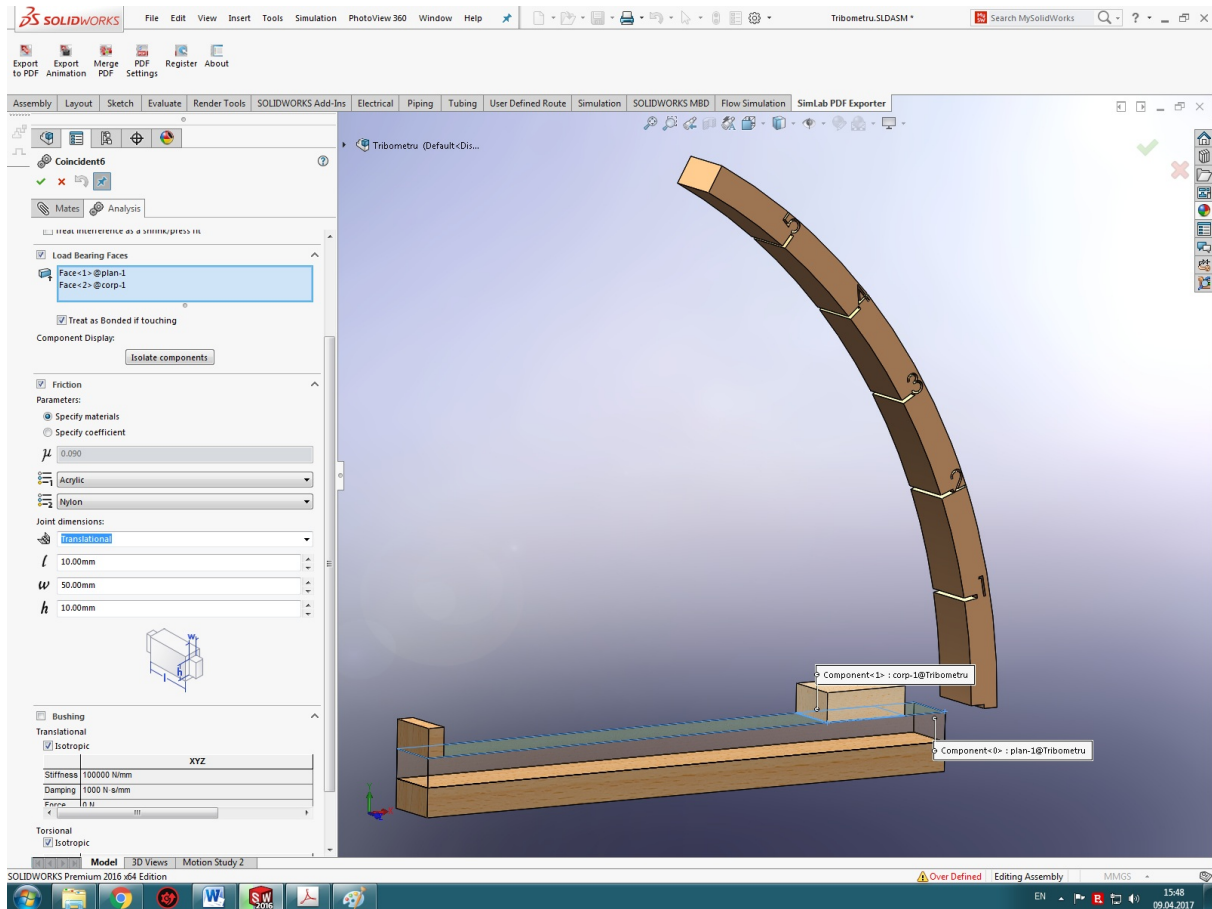 SOLIDWORKS File Edit View Insert Tools Simulation PhotoView 360 Window Help Tribometru.SLDASM * Search MySolidWorks
Export to PDF Export Animation Merge PDF PDF Settings Register About
Assembly Layout Sketch Evaluate Render Tools SOLIDWORKS Add-Ins Electrical Piping Tubing User Defined Route Simulation SOLIDWORKS MBD Flow Simulation SimLab PDF Exporter
Tribometru (Default<Dis...
Coincident6
Mates Analysis
Treat interference as a shrink/press fit
Load Bearing Faces
Face<1>@plan-1
Face<2>@corp-1
Treat as Bonded if touching
Component Display:
Isolate components
Friction
Parameters:
Specify materials
Specify coefficient
μ 0.090
1 Acrylic
2 Nylon
Joint dimensions:
Translational
l 10.00mm
w 50.00mm
h 10.00mm
w
h
l
Bushing
Translational
Isotropic
XYZ
Stiffness 100000 N/mm
Damping 1000 N·s/mm
Force 0 N
Torsional
Isotropic
5
4
3
2
1
Component<1> : corp-1@Tribometru
Component<0> : plan-1@Tribometru
Model 3D Views Motion Study 2
SOLIDWORKS Premium 2016 x64 Edition Over Defined Editing Assembly MMGS
W SW 2016 EN 15:48
09.04.2017